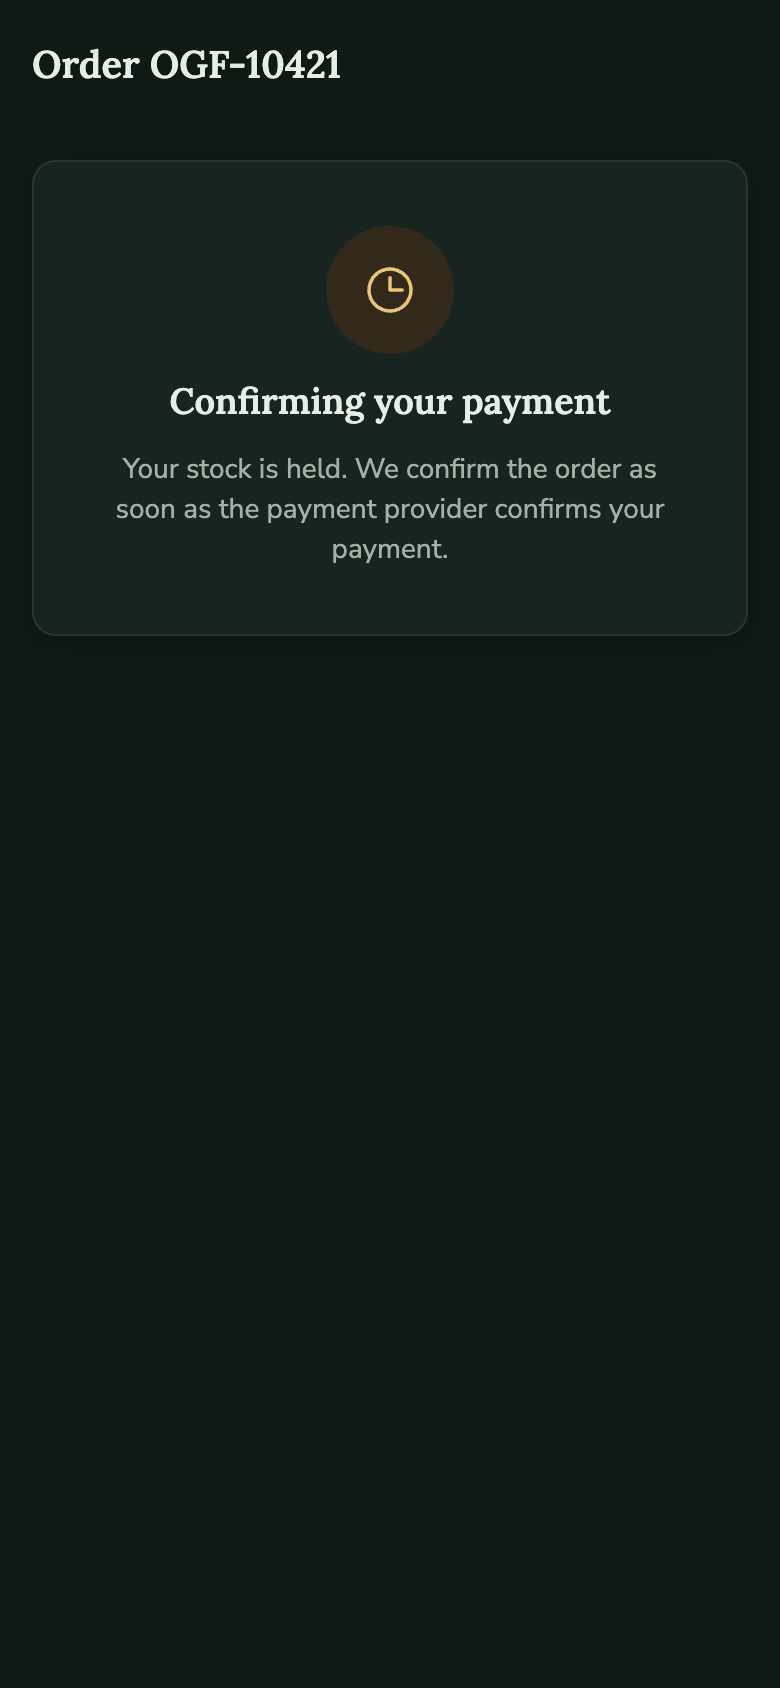 Order OGF-10421
Confirming your payment
Your stock is held. We confirm the order as
soon as the payment provider confirms your
payment.